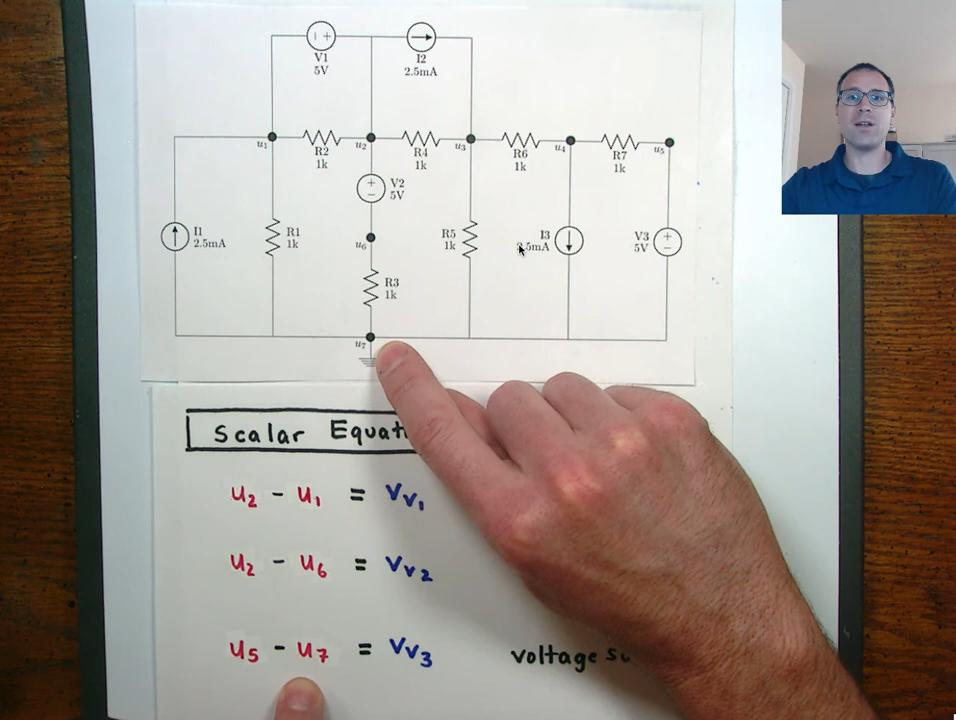 V1
5V
I2
2.5mA
u1
R2
1k
u2
R4
1k
u3
R6
1k
u4
R7
1k
u5
V2
5V
I1
2.5mA
R1
1k
u6
R5
1k
I3
V3
5V
R3
1k
u7
Scalar
u2 - u1 = Vv1
u2 - u6 = Vv2
u5 - u7 = Vv3 voltage